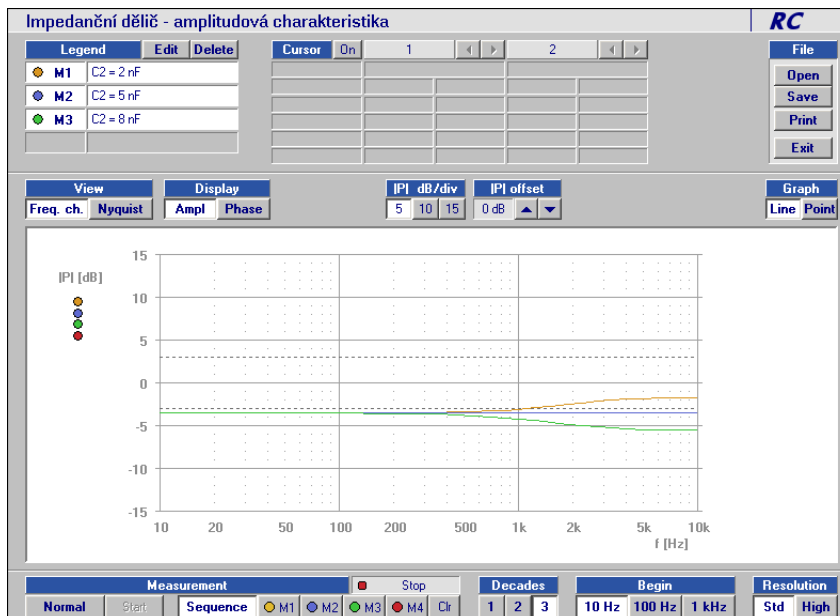 Impedanční dělič - amplitudová charakteristika
RC
Legend Edit Delete
M1 C2 = 2 nF
M2 C2 = 5 nF
M3 C2 = 8 nF
Cursor On 1 2
File
Open
Save
Print
Exit
View
Freq. ch. Nyquist
Display
Ampl Phase
|P| dB/div
5 10 15
|P| offset
0 dB
Graph
Line Point
|P| [dB]
15
10
5
0
-5
-10
-15
10 20 50 100 200 500 1k 2k 5k 10k
f [Hz]
Measurement Stop
Normal Start Sequence M1 M2 M3 M4 Clr
Decades
1 2 3
Begin
10 Hz 100 Hz 1 kHz
Resolution
Std High